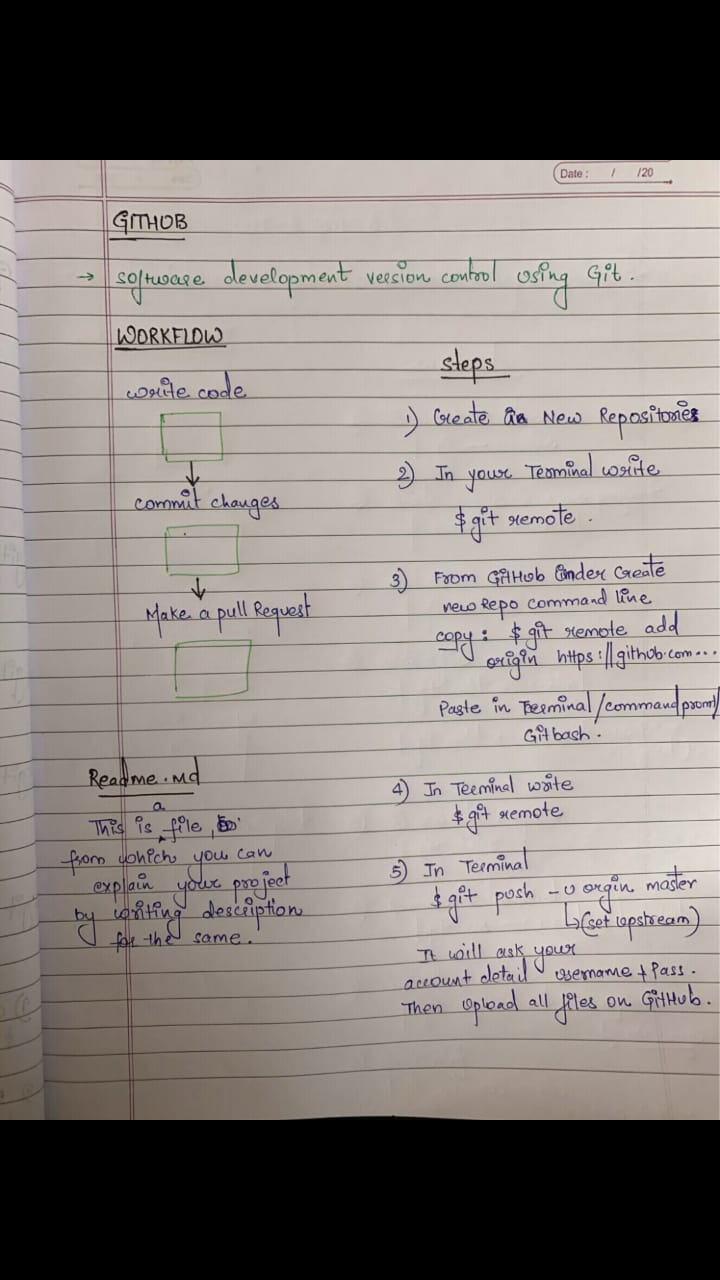 Date : / /20
GITHUB
→ software development version control using Git.
WORKFLOW
write code
↓
commit changes
↓
Make a pull Request
Readme.md
This is a file,
from which you can
explain your project
by writing description
for the same.
Steps
1) Create a New Repositories
2) In your Terminal write
$ git remote.
3) From GitHub Under Create
new Repo command line
copy: $ git remote add
origin https://github.com...
Paste in Terminal/command promt/
Gitbash.
4) In Terminal write
$ git remote
5) In Terminal
$ git push -u orgin master
↳(set upstream)
It will ask your
account detail username + Pass.
Then upload all files on GitHub.